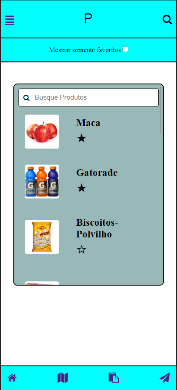 P
Mostrar somente favoritos
Busque Produtos
Maca
Gatorade
Biscoitos-
Polvilho